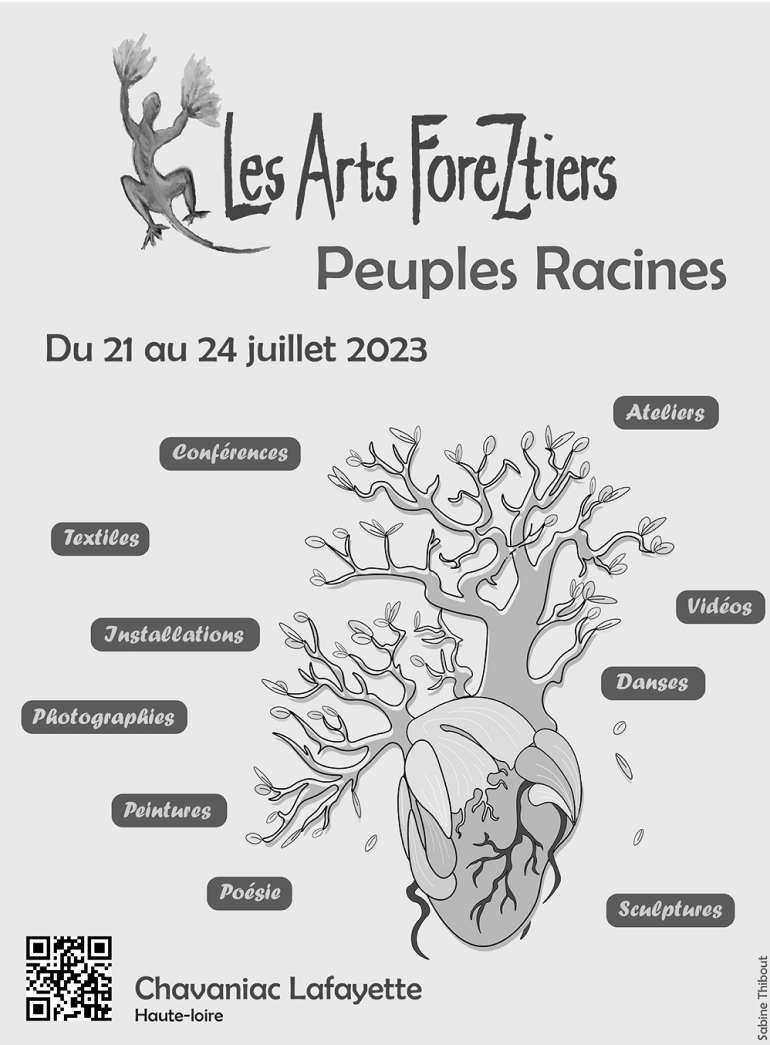 Les Arts ForeZtiers
Peuples Racines
Du 21 au 24 juillet 2023
Ateliers
Conférences
Textiles
Vidéos
Installations
Danses
Photographies
Peintures
Poésie
Sculptures
Chavaniac Lafayette
Haute-loire
Sabine Thibout